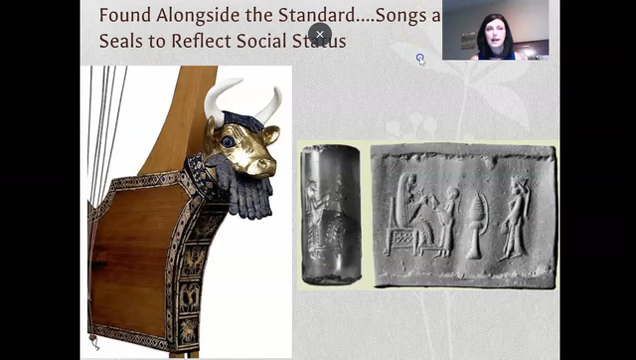 Found Alongside the Standard....Songs a
Seals to Reflect Social Status